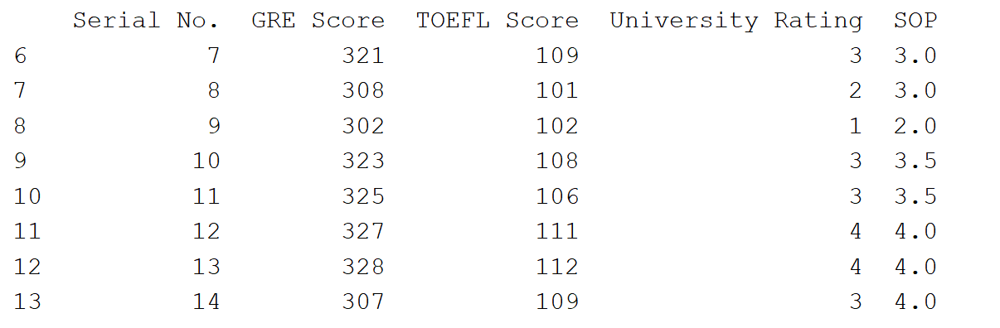 Serial No. GRE Score TOEFL Score University Rating SOP
6 7 321 109 3 3.0
7 8 308 101 2 3.0
8 9 302 102 1 2.0
9 10 323 108 3 3.5
10 11 325 106 3 3.5
11 12 327 111 4 4.0
12 13 328 112 4 4.0
13 14 307 109 3 4.0